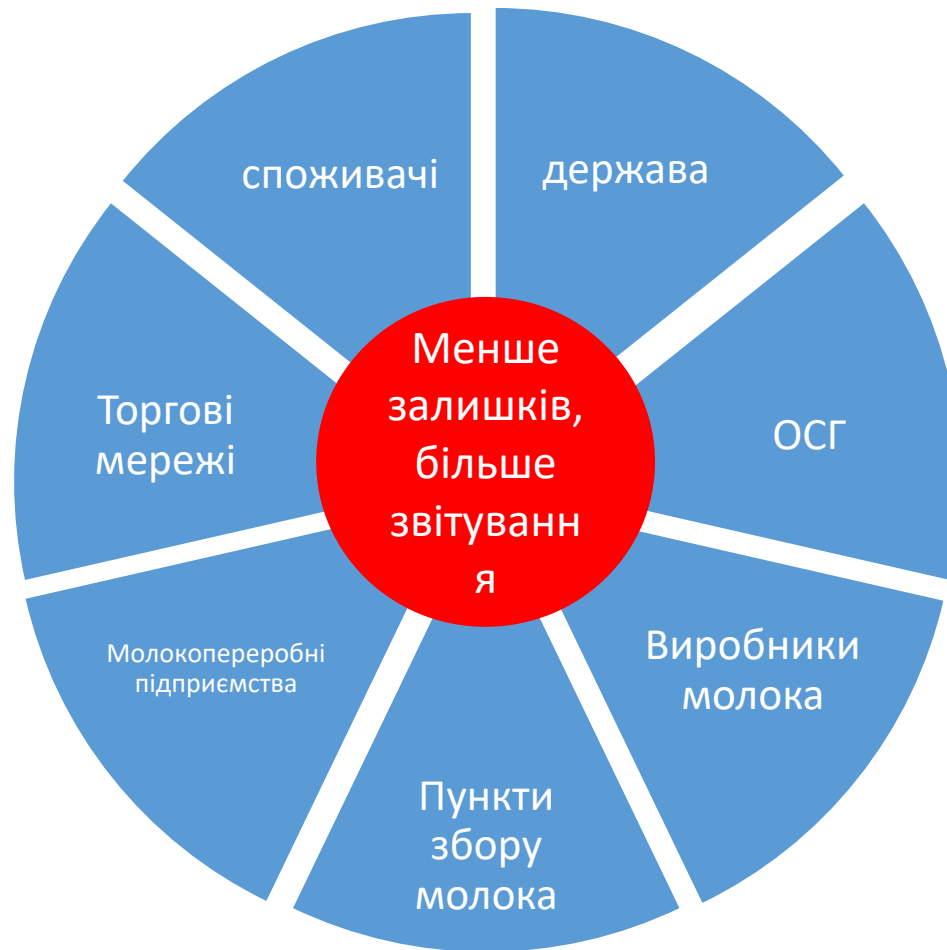 споживачі
держава
Торгові
мережі
Менше
залишків,
більше
звітуванн
я
ОСГ
Молокопереробні
підприємства
Виробники
молока
Пункти
збору
молока